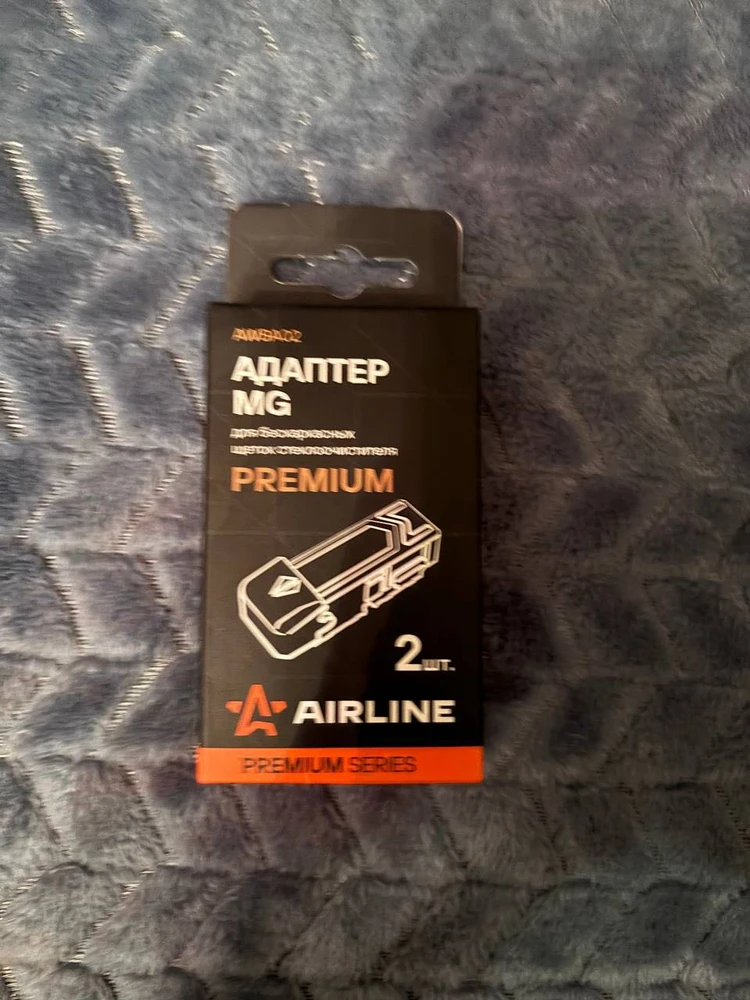 AWBA02
АДАПТЕР
MG
для бескаркасных
щеток стеклоочистителя
PREMIUM
2шт.
AIRLINE
PREMIUM SERIES